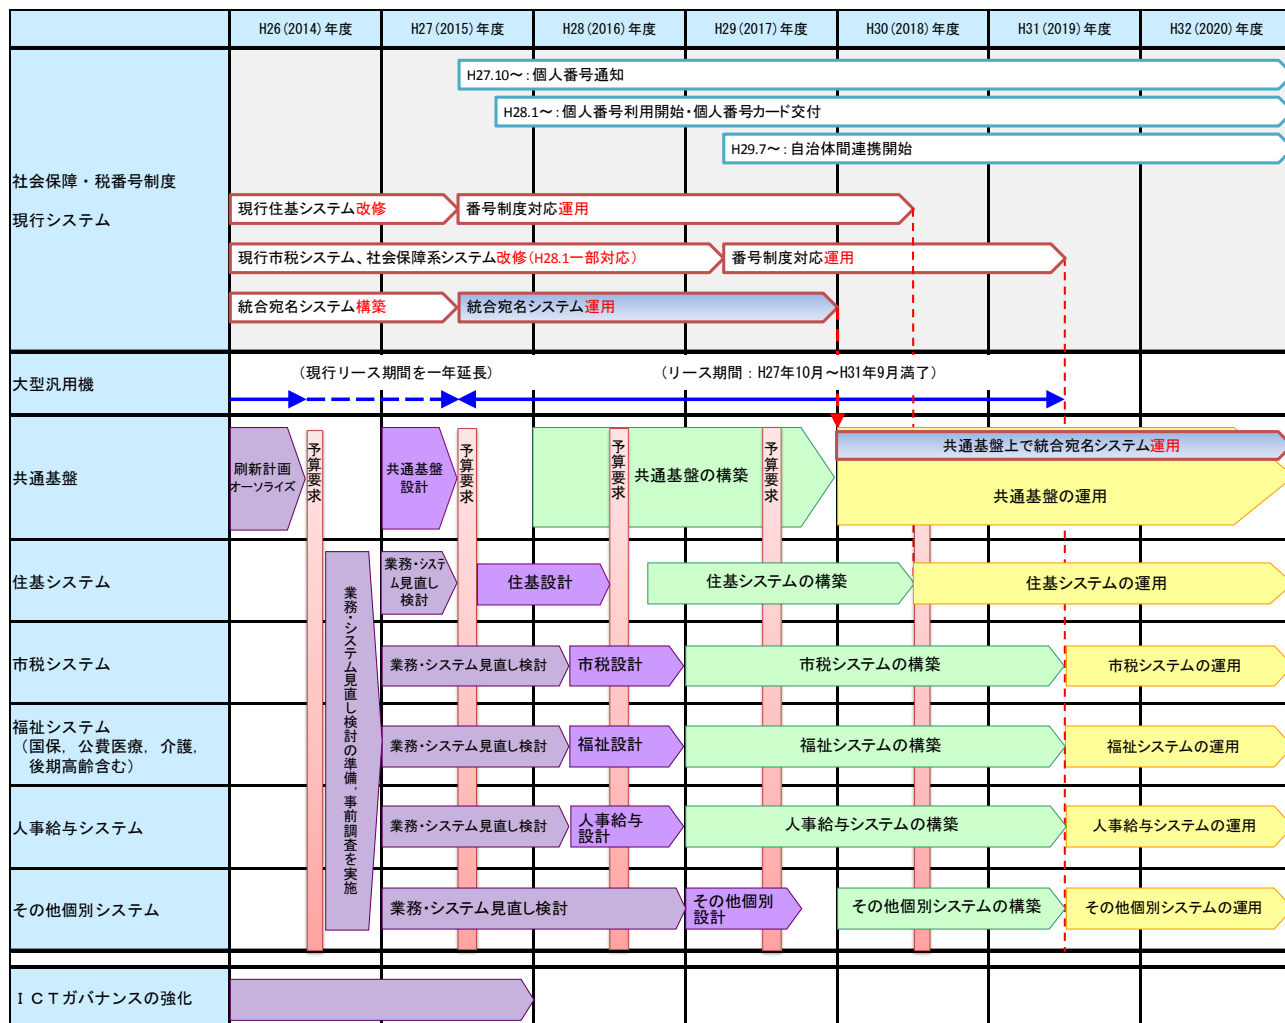 H26(2014)年度
H27(2015)年度
H28(2016)年度
H29(2017)年度
H30(2018)年度
H31(2019)年度
H32(2020)年度
社会保障・税番号制度
現行システム
H27.10～：個人番号通知
H28.1～：個人番号利用開始・個人番号カード交付
H29.7～：自治体間連携開始
現行住基システム改修
番号制度対応運用
現行市税システム、社会保障系システム改修(H28.1一部対応)
番号制度対応運用
統合宛名システム構築
統合宛名システム運用
大型汎用機
（現行リース期間を一年延長）
（リース期間：H27年10月～H31年9月満了）
共通基盤
刷新計画
オーソライズ
予算要求
共通基盤
設計
予算要求
共通基盤の構築
予算要求
予算要求
共通基盤上で統合宛名システム運用
共通基盤の運用
業務・システム見直し検討の準備，事前調査を実施
住基システム
業務・システ
ム見直し
検討
住基設計
住基システムの構築
住基システムの運用
市税システム
業務・システム見直し検討
市税設計
市税システムの構築
市税システムの運用
福祉システム
（国保，公費医療，介護，
後期高齢含む）
業務・システム見直し検討
福祉設計
福祉システムの構築
福祉システムの運用
人事給与システム
業務・システム見直し検討
人事給与
設計
人事給与システムの構築
人事給与システムの運用
その他個別システム
業務・システム見直し検討
その他個別
設計
その他個別システムの構築
その他個別システムの運用
ＩＣＴガバナンスの強化